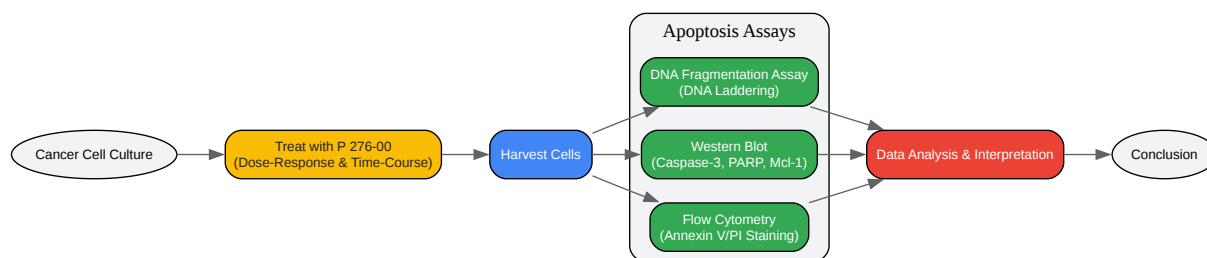 Apoptosis Assays
DNA Fragmentation Assay
(DNA Laddering)
Cancer Cell Culture
Treat with P 276-00
(Dose-Response & Time-Course)
Harvest Cells
Western Blot
(Caspase-3, PARP, Mcl-1)
Data Analysis & Interpretation
Conclusion
Flow Cytometry
(Annexin V/PI Staining)